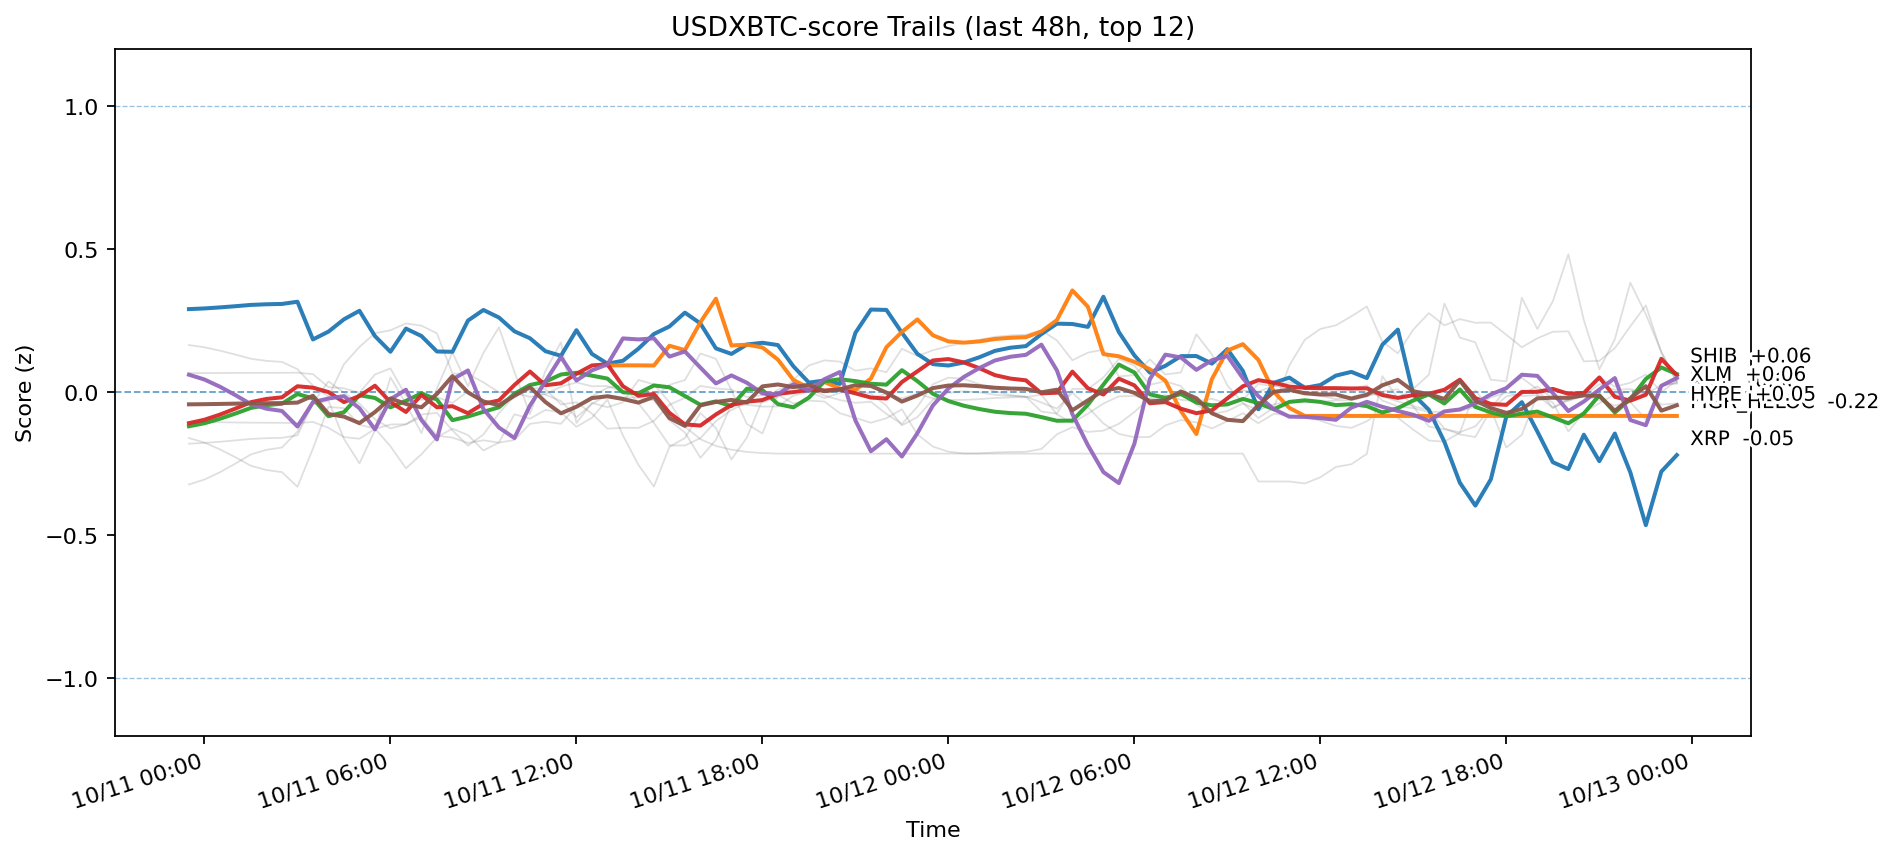 USDXBTC-score Trails (last 48h, top 12)
Score (z)
1.0
0.5
0.0
−0.5
−1.0
SHIB +0.06
XLM +0.06
HYPE +0.05
-0.22
XRP -0.05
10/11 00:00
10/11 06:00
10/11 12:00
10/11 18:00
10/12 00:00
10/12 06:00
10/12 12:00
10/12 18:00
10/13 00:00
Time